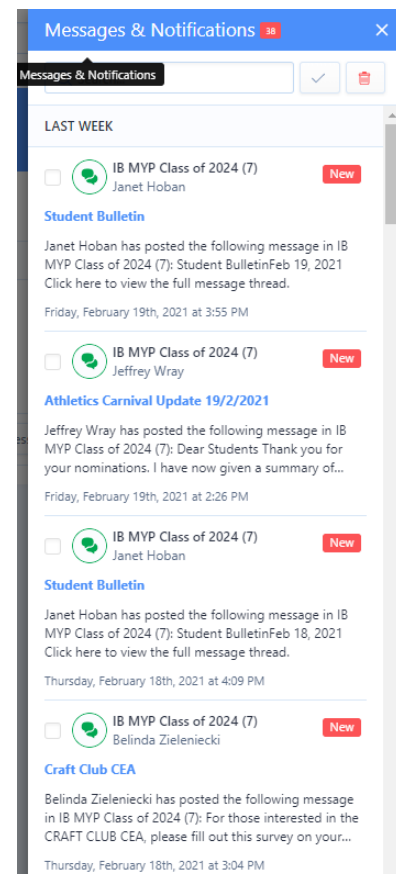 Messages & Notifications 38
Messages & Notifications
LAST WEEK
IB MYP Class of 2024 (7)
New
Janet Hoban
Student Bulletin
Janet Hoban has posted the following message in IB
MYP Class of 2024 (7): Student BulletinFeb 19, 2021
Click here to view the full message thread.
Friday, February 19th, 2021 at 3:55 PM
IB MYP Class of 2024 (7)
New
Jeffrey Wray
Athletics Carnival Update 19/2/2021
Jeffrey Wray has posted the following message in IB
MYP Class of 2024 (7): Dear Students Thank you for
your nominations. I have now given a summary of...
Friday, February 19th, 2021 at 2:26 PM
IB MYP Class of 2024 (7)
New
Janet Hoban
Student Bulletin
Janet Hoban has posted the following message in IB
MYP Class of 2024 (7): Student BulletinFeb 18, 2021
Click here to view the full message thread.
Thursday, February 18th, 2021 at 4:09 PM
IB MYP Class of 2024 (7)
New
Belinda Zieleniecki
Craft Club CEA
Belinda Zieleniecki has posted the following message
in IB MYP Class of 2024 (7): For those interested in the
CRAFT CLUB CEA, please fill out this survey on your...
Thursday, February 18th, 2021 at 3:04 PM